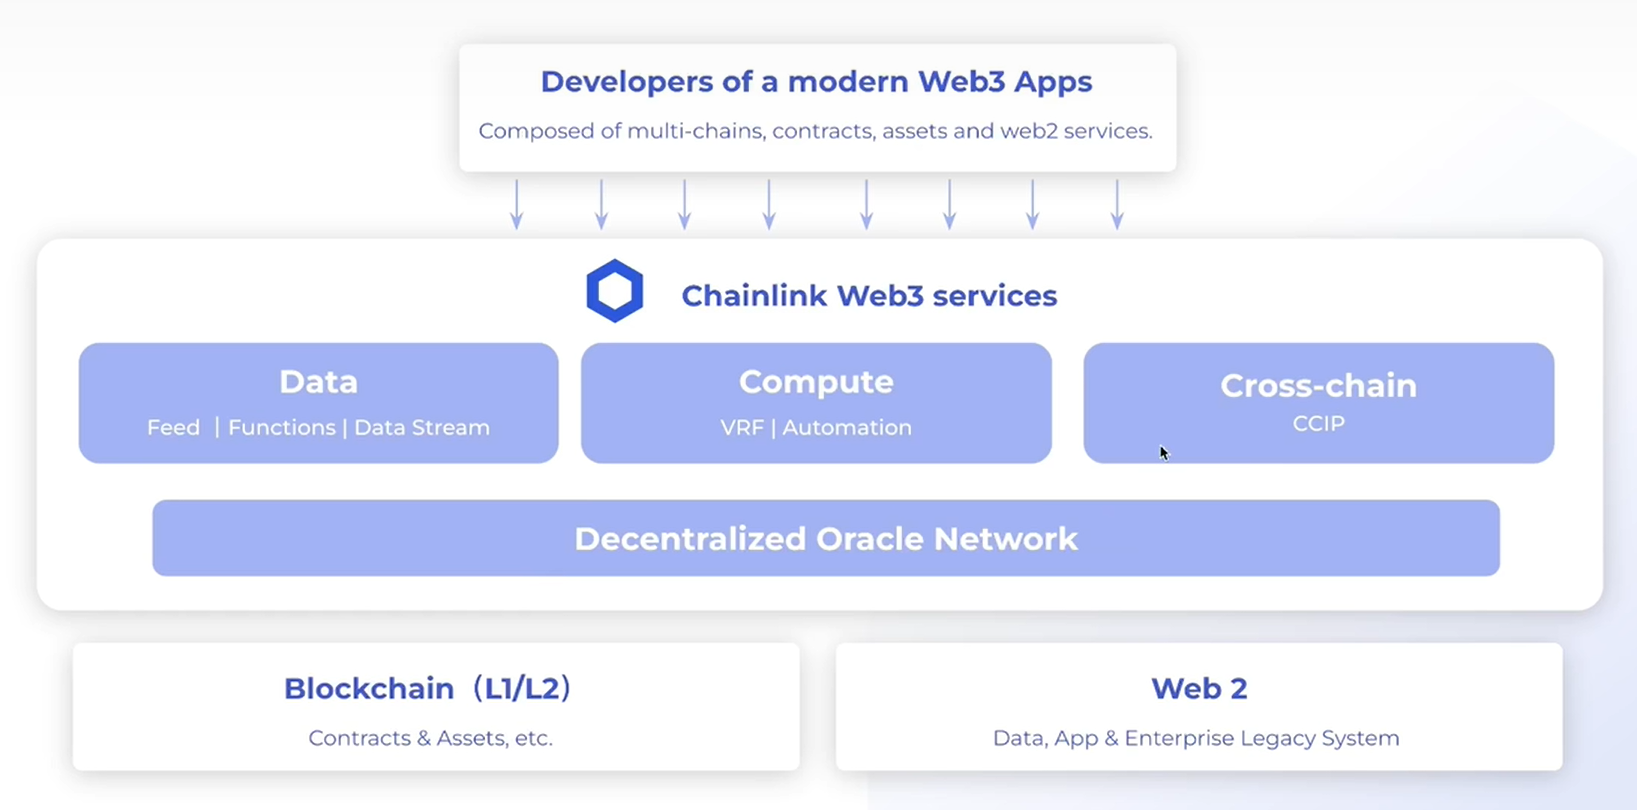 Developers of a modern Web3 Apps
Composed of multi-chains, contracts, assets and web2 services.
Chainlink Web3 services
Data
Feed | Functions | Data Stream
Compute
VRF | Automation
Cross-chain
CCIP
Decentralized Oracle Network
Blockchain（L1/L2）
Contracts & Assets, etc.
Web 2
Data, App & Enterprise Legacy System